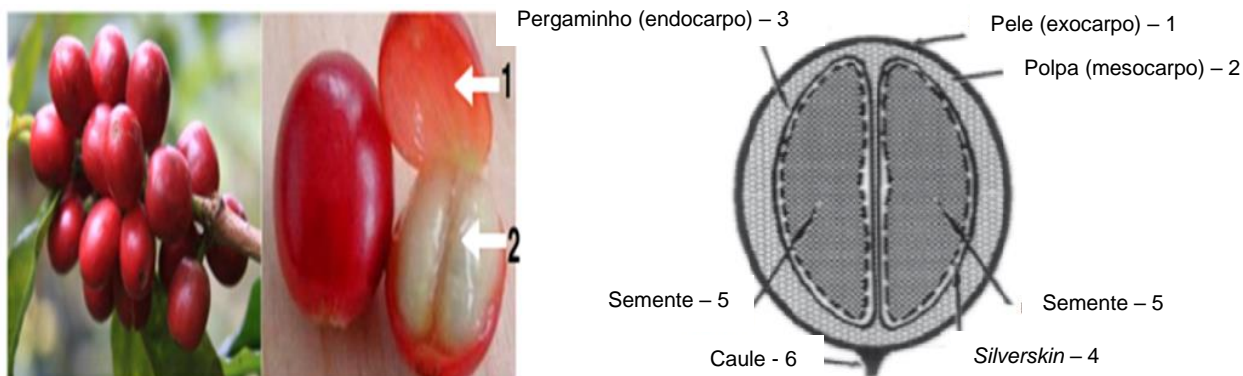 Pergaminho (endocarpo) – 3
Pele (exocarpo) – 1
Polpa (mesocarpo) – 2
1
2
Semente – 5
Semente – 5
Caule - 6
Silverskin – 4